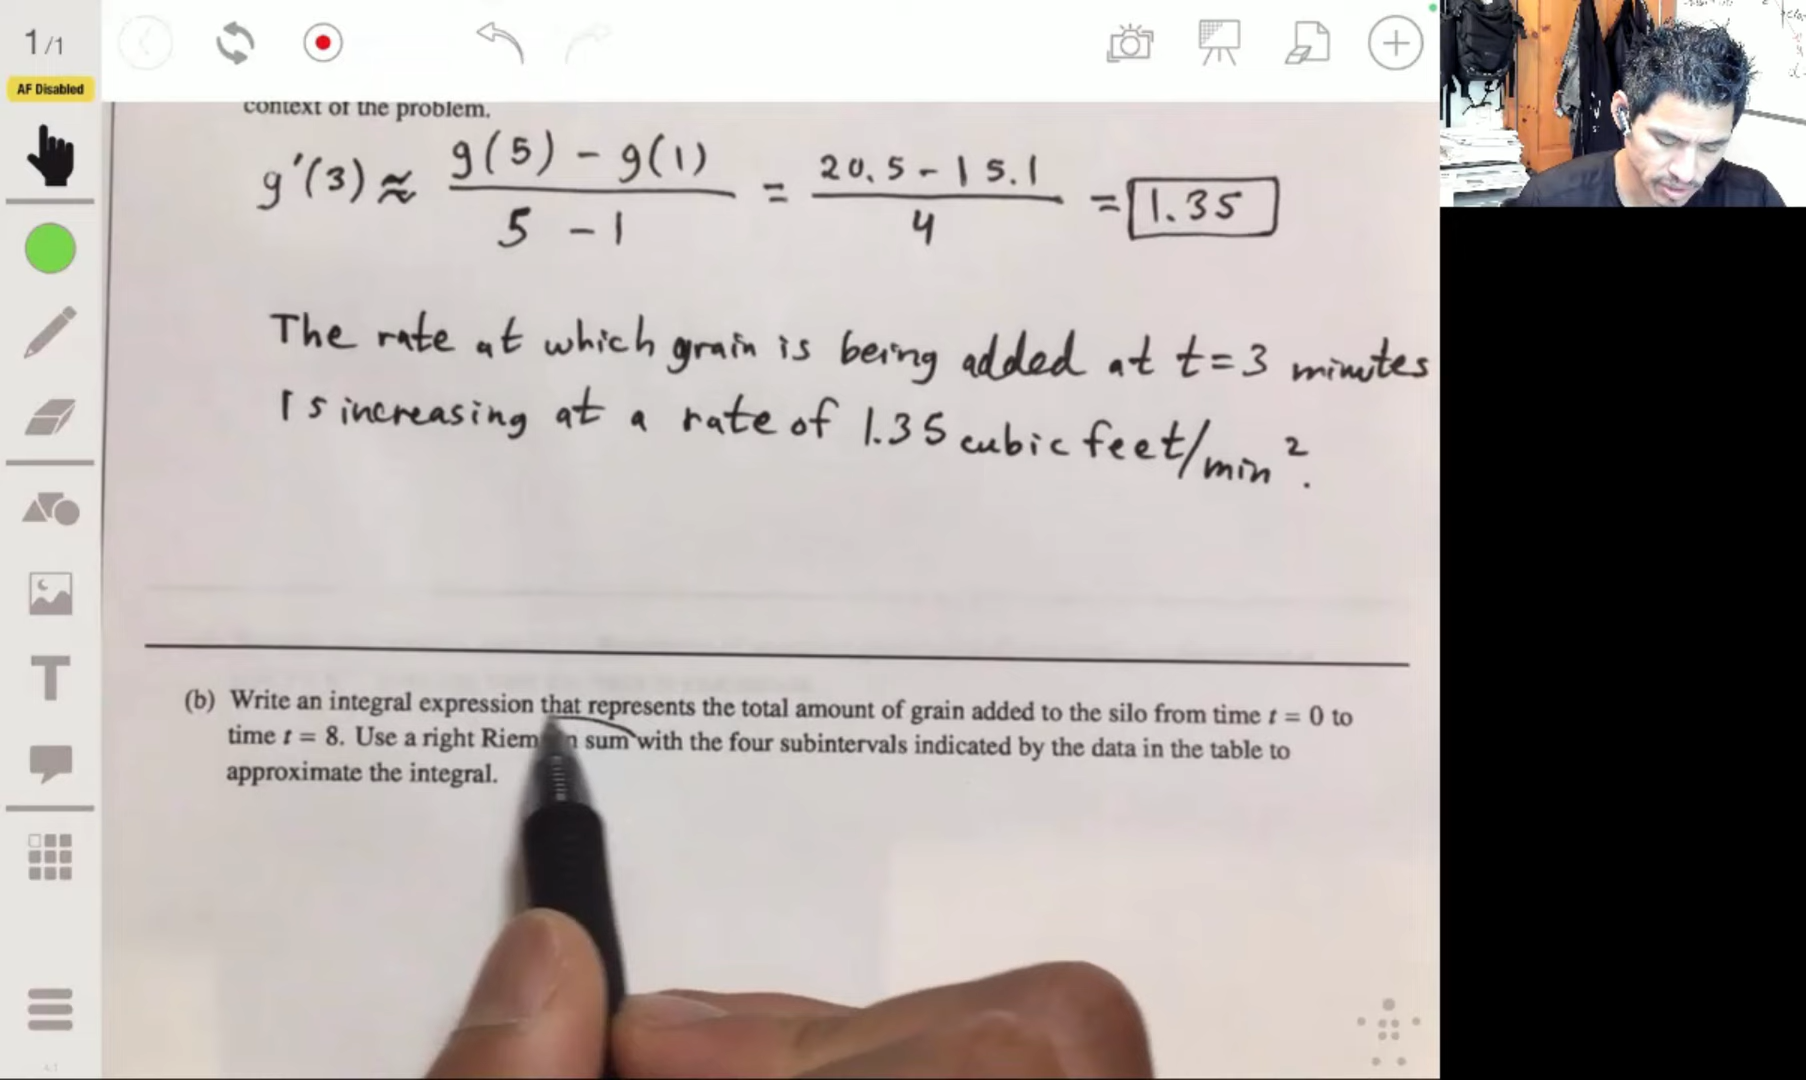 1/1
AF Disabled
context of the problem.
g'(3) ≈ g(5) - g(1) / 5 - 1 = 20.5 - 15.1 / 4 = 1.35
The rate at which grain is being added at t=3 minutes
Is increasing at a rate of 1.35 cubic feet/min².
(b) Write an integral expression that represents the total amount of grain added to the silo from time t = 0 to
time t = 8. Use a right Riem n sum with the four subintervals indicated by the data in the table to
approximate the integral.
T